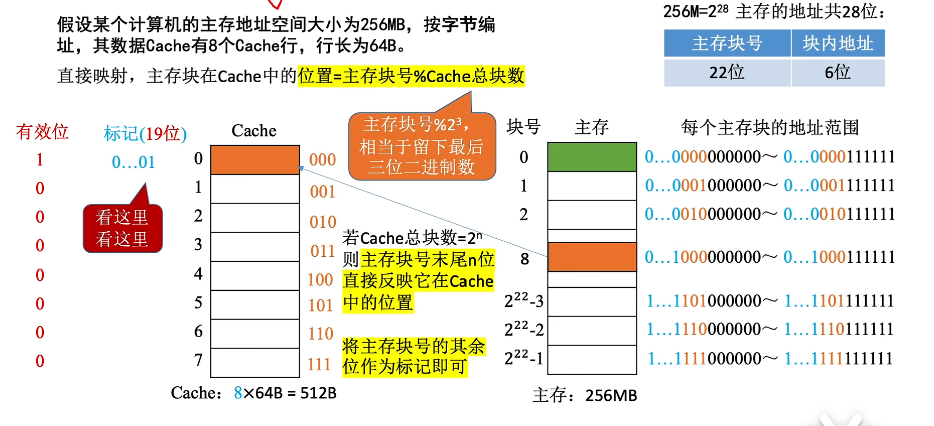 假设某个计算机的主存地址空间大小为256MB，按字节编
址，其数据Cache有8个Cache行，行长为64B。
直接映射，主存块在Cache中的位置=主存块号%Cache总块数
256M=2²⁸ 主存的地址共28位：
主存块号 块内地址
22位 6位
有效位 标记(19位) Cache
1 0…01 0 000
0 1 001
0 2 010
0 3 011
0 4 100
0 5 101
0 6 110
0 7 111
看这里
看这里
Cache：8×64B = 512B
主存块号%2³，
相当于留下最后
三位二进制数
若Cache总块数=2ⁿ
则主存块号末尾n位
直接反映它在Cache
中的位置
将主存块号的其余
位作为标记即可
块号 主存 每个主存块的地址范围
0 0…0000000000～ 0…0000111111
1 0…0001000000～ 0…0001111111
2 0…0010000000～ 0…0010111111
8 0…1000000000～ 0…1000111111
2²²-3 1…1101000000～ 1…1101111111
2²²-2 1…1110000000～ 1…1110111111
2²²-1 1…1111000000～ 1…1111111111
主存：256MB